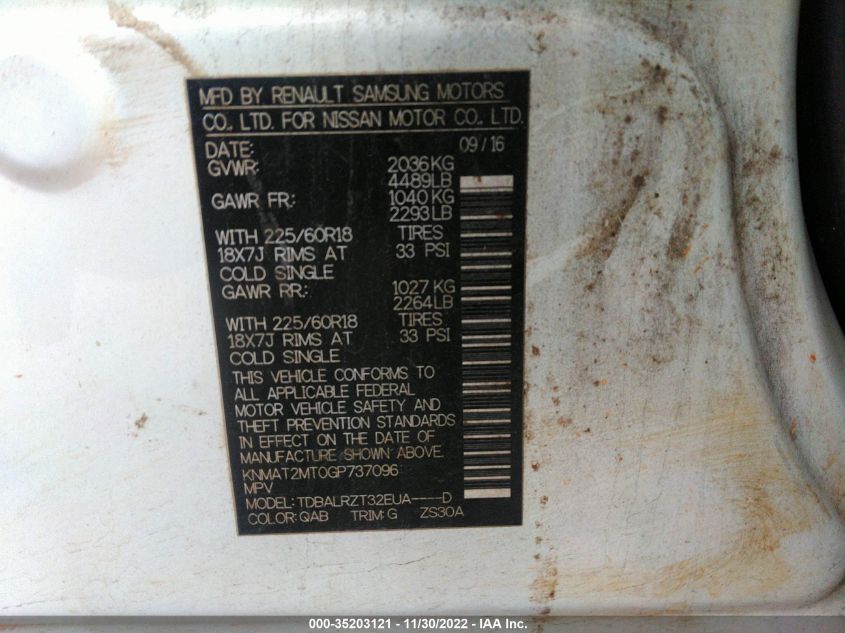 MFD BY RENAULT SAMSUNG MOTORS
CO., LTD. FOR NISSAN MOTOR CO., LTD.
DATE: 09/16
GVWR: 2036KG
4489LB
GAWR FR: 1040KG
2293LB
WITH 225/60R18 TIRES
18X7J RIMS AT 33 PSI
COLD SINGLE
GAWR RR: 1027KG
2264LB
WITH 225/60R18 TIRES
18X7J RIMS AT 33 PSI
COLD SINGLE
THIS VEHICLE CONFORMS TO
ALL APPLICABLE FEDERAL
MOTOR VEHICLE SAFETY AND
THEFT PREVENTION STANDARDS
IN EFFECT ON THE DATE OF
MANUFACTURE SHOWN ABOVE.
KNMAT2MT0GP737096
MPV
MODEL: TDBALRZT32EUA----D
COLOR: QAB TRIM: G ZS30A
000-35203121 - 11/30/2022 - IAA Inc.